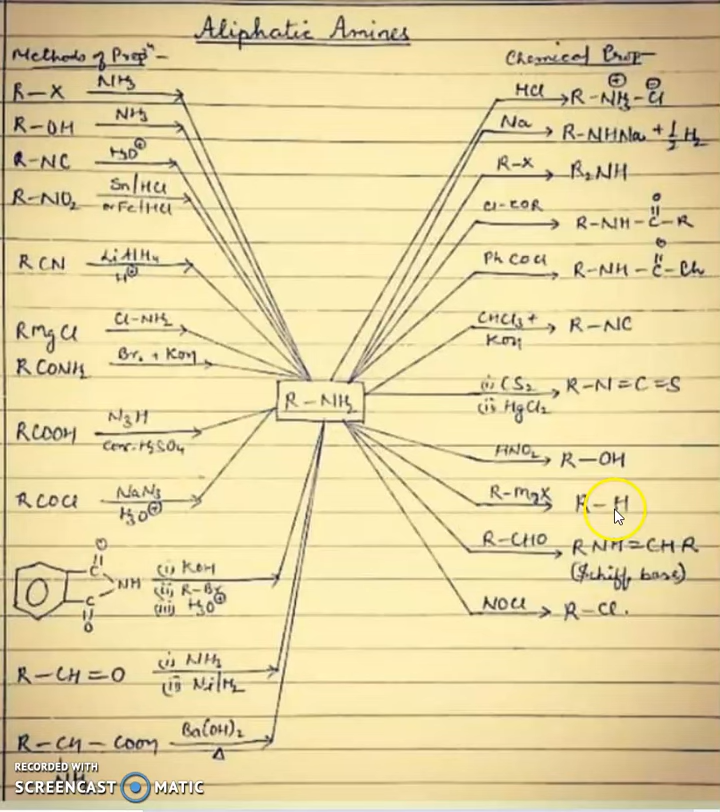 Aliphatic Amines
Methods of Propⁿ –
R–X NH3
R–OH NH3
R–NC H3O⊕
R–NO2 Sn/HCl
or Fe/HCl
RCN LiAlH4
H⊕
RMgCl Cl–NH2
RCONH2 Br2 + KOH
RCOOH N3H
Conc. H2SO4
RCOCl NaN3
H3O⊕
O
C
NH
C
O
(i) KOH
(ii) R–Br
(iii) H3O⊕
R–CH=O (i) NH3
(ii) Ni/H2
R–CH–COOH Ba(OH)2
Δ
NH2
R–NH2
Chemical Prop–
HCl R–NH3⊕–Cl⊖
Na R–NHNa + ½ H2
R–X R2NH
Cl–COR R–NH–C–R
O
PhCOCl R–NH–C–Ph
O
CHCl3 + R–NC
KOH
(i) CS2 R–N=C=S
(ii) HgCl2
HNO2 R–OH
R–MgX R–H
R–CHO RNH=CHR
(Schiff base)
NOCl R–Cl.
RECORDED WITH
SCREENCAST MATIC